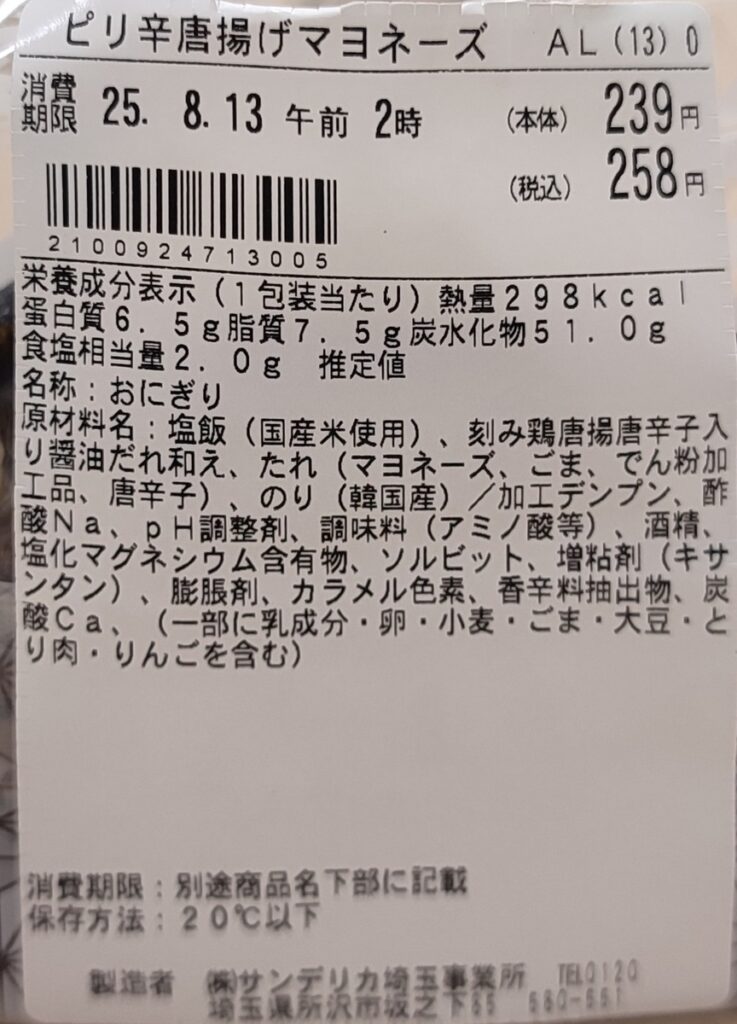 ピリ辛唐揚げマヨネーズ AL(13)0
消費期限 25. 8.13 午前 2時 (本体) 239円
(税込) 258円
2100924713005
栄養成分表示(1包装当たり)熱量298kcal
蛋白質6.5g脂質7.5g炭水化物51.0g
食塩相当量2.0g 推定値
名称:おにぎり
原材料名:塩飯(国産米使用)、刻み鶏唐揚唐辛子入
り醤油だれ和え、たれ(マヨネーズ、ごま、でん粉加
工品、唐辛子)、のり(韓国産)/加工デンプン、酢
酸Na、pH調整剤、調味料(アミノ酸等)、酒精、
塩化マグネシウム含有物、ソルビット、増粘剤(キサ
ンタン)、膨脹剤、カラメル色素、香辛料抽出物、炭
酸Ca、(一部に乳成分・卵・小麦・ごま・大豆・と
り肉・りんごを含む)
消費期限:別途商品名下部に記載
保存方法:20℃以下
製造者 ㈱サンデリカ埼玉事業所 TEL0120
埼玉県所沢市坂之下